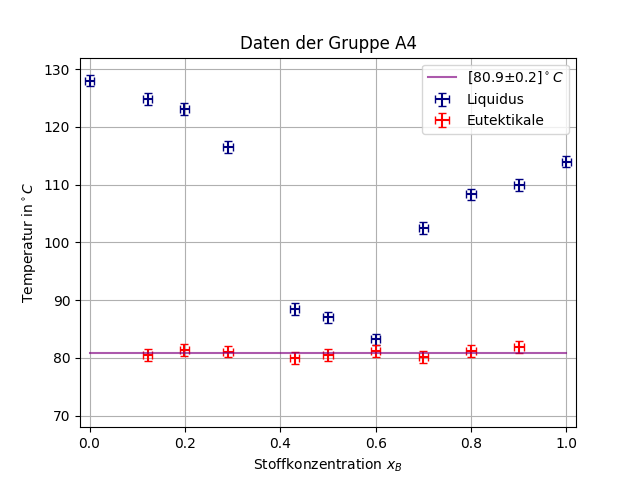 Daten der Gruppe A4
[80.9±0.2]°C
Liquidus
Eutektikale
130
120
110
100
90
80
70
Temperatur in °C
0.0 0.2 0.4 0.6 0.8 1.0
Stoffkonzentration x_B